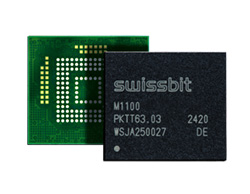 swissbit
M1100
PKTT63.03 2420
WSJA250027 DE